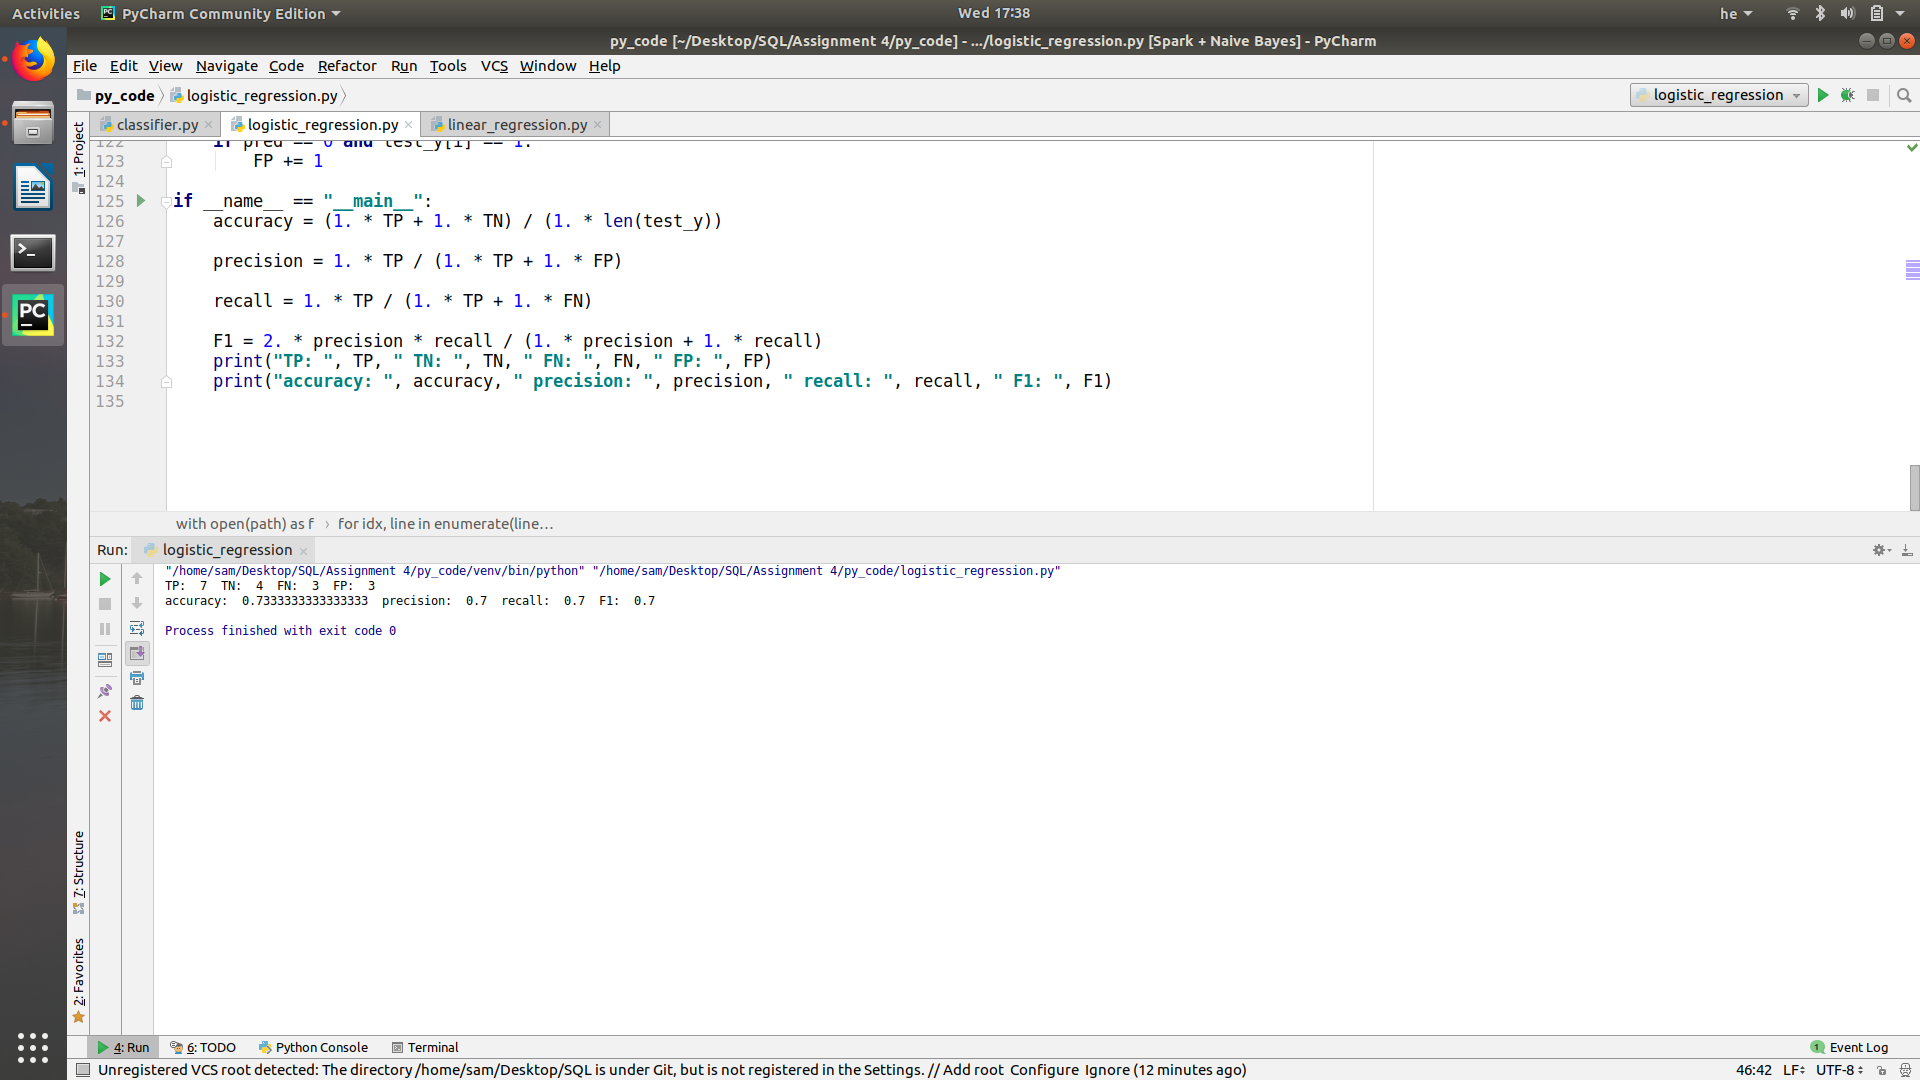 Activities PyCharm Community Edition Wed 17:38 he
py_code [~/Desktop/SQL/Assignment 4/py_code] - .../logistic_regression.py [Spark + Naive Bayes] - PyCharm
File Edit View Navigate Code Refactor Run Tools VCS Window Help
py_code logistic_regression.py logistic_regression
classifier.py logistic_regression.py linear_regression.py
1: Project
122 if pred == 0 and test_y[i] == 1:
123 FP += 1
124
125 if __name__ == "__main__":
126 accuracy = (1. * TP + 1. * TN) / (1. * len(test_y))
127
128 precision = 1. * TP / (1. * TP + 1. * FP)
129
130 recall = 1. * TP / (1. * TP + 1. * FN)
131
132 F1 = 2. * precision * recall / (1. * precision + 1. * recall)
133 print("TP: ", TP, " TN: ", TN, " FN: ", FN," FP: ", FP)
134 print("accuracy: ", accuracy, " precision: ", precision, " recall: ", recall, " F1: ", F1)
135
with open(path) as f › for idx, line in enumerate(line...
Run: logistic_regression
"/home/sam/Desktop/SQL/Assignment 4/py_code/venv/bin/python" "/home/sam/Desktop/SQL/Assignment 4/py_code/logistic_regression.py"
TP: 7 TN: 4 FN: 3 FP: 3
accuracy: 0.7333333333333333 precision: 0.7 recall: 0.7 F1: 0.7
Process finished with exit code 0
7: Structure
2: Favorites
4: Run 6: TODO Python Console Terminal 1 Event Log
Unregistered VCS root detected: The directory /home/sam/Desktop/SQL is under Git, but is not registered in the Settings. // Add root Configure Ignore (12 minutes ago) 46:42 LF UTF-8